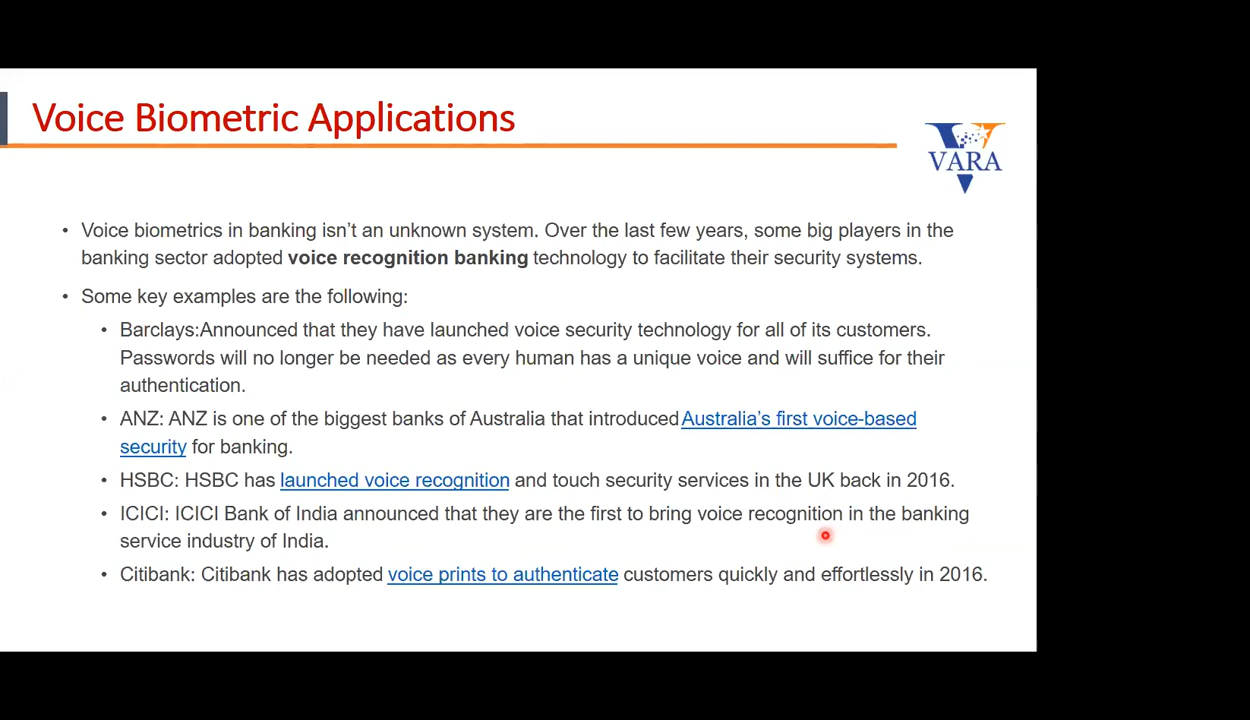 Voice Biometric Applications
VARA
• Voice biometrics in banking isn’t an unknown system. Over the last few years, some big players in the
banking sector adopted voice recognition banking technology to facilitate their security systems.
• Some key examples are the following:
• Barclays:Announced that they have launched voice security technology for all of its customers.
Passwords will no longer be needed as every human has a unique voice and will suffice for their
authentication.
• ANZ: ANZ is one of the biggest banks of Australia that introduced Australia’s first voice-based
security for banking.
• HSBC: HSBC has launched voice recognition and touch security services in the UK back in 2016.
• ICICI: ICICI Bank of India announced that they are the first to bring voice recognition in the banking
service industry of India.
• Citibank: Citibank has adopted voice prints to authenticate customers quickly and effortlessly in 2016.